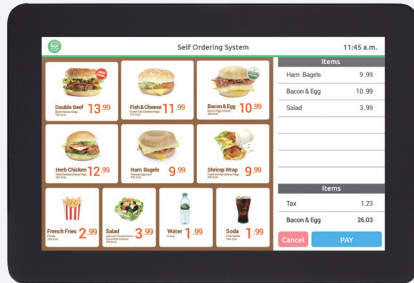 Self Ordering System
11:45 a.m.
Double Beef 13.99
Fish & Cheese 11.99
Bacon & Egg 10.99
Herb Chicken 12.99
Ham Bagels 9.99
Shrimp Wrap 9.99
French Fries 2.99
Salad 3.99
Water 1.99
Soda 1.99
Items
Ham Bagels 9.99
Bacon & Egg 10.99
Salad 3.99
Items
Tax 1.23
Bacon & Egg 26.03
Cancel
PAY